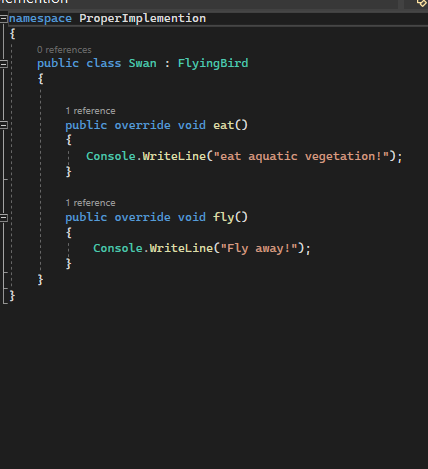 namespace ProperImplemention
{
0 references
public class Swan : FlyingBird
{
1 reference
public override void eat()
{
Console.WriteLine("eat aquatic vegetation!");
}
1 reference
public override void fly()
{
Console.WriteLine("Fly away!");
}
}
}